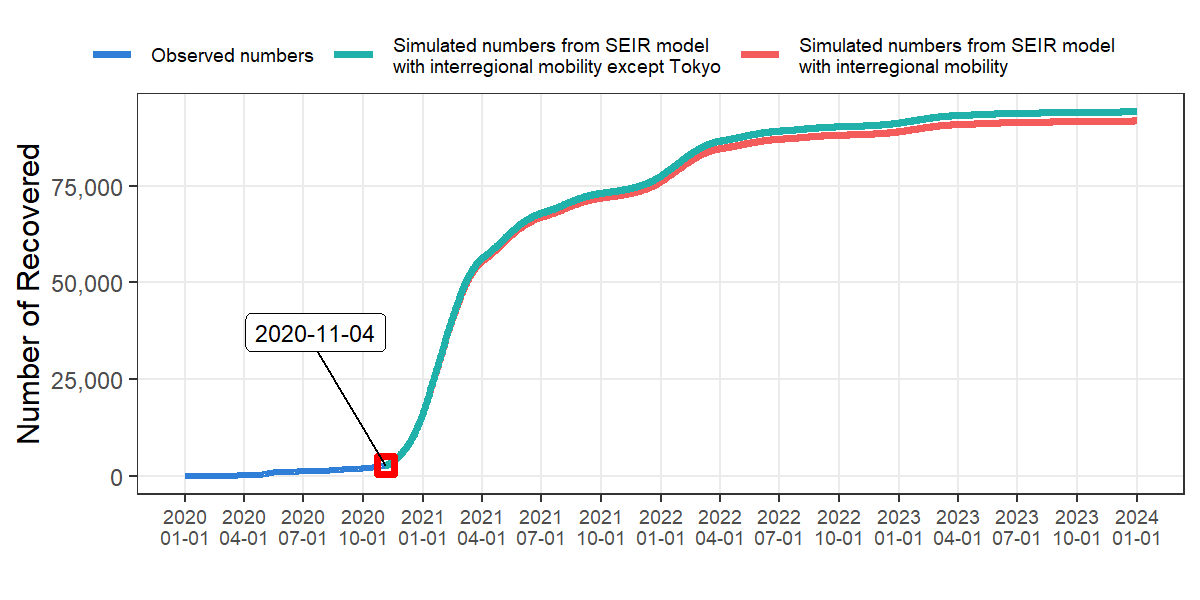 Observed numbers
Simulated numbers from SEIR model
with interregional mobility except Tokyo
Simulated numbers from SEIR model
with interregional mobility
Number of Recovered
75,000
50,000
25,000
0
2020-11-04
2020 2020 2020 2020 2021 2021 2021 2021 2022 2022 2022 2022 2023 2023 2023 2023 2024
01-01 04-01 07-01 10-01 01-01 04-01 07-01 10-01 01-01 04-01 07-01 10-01 01-01 04-01 07-01 10-01 01-01